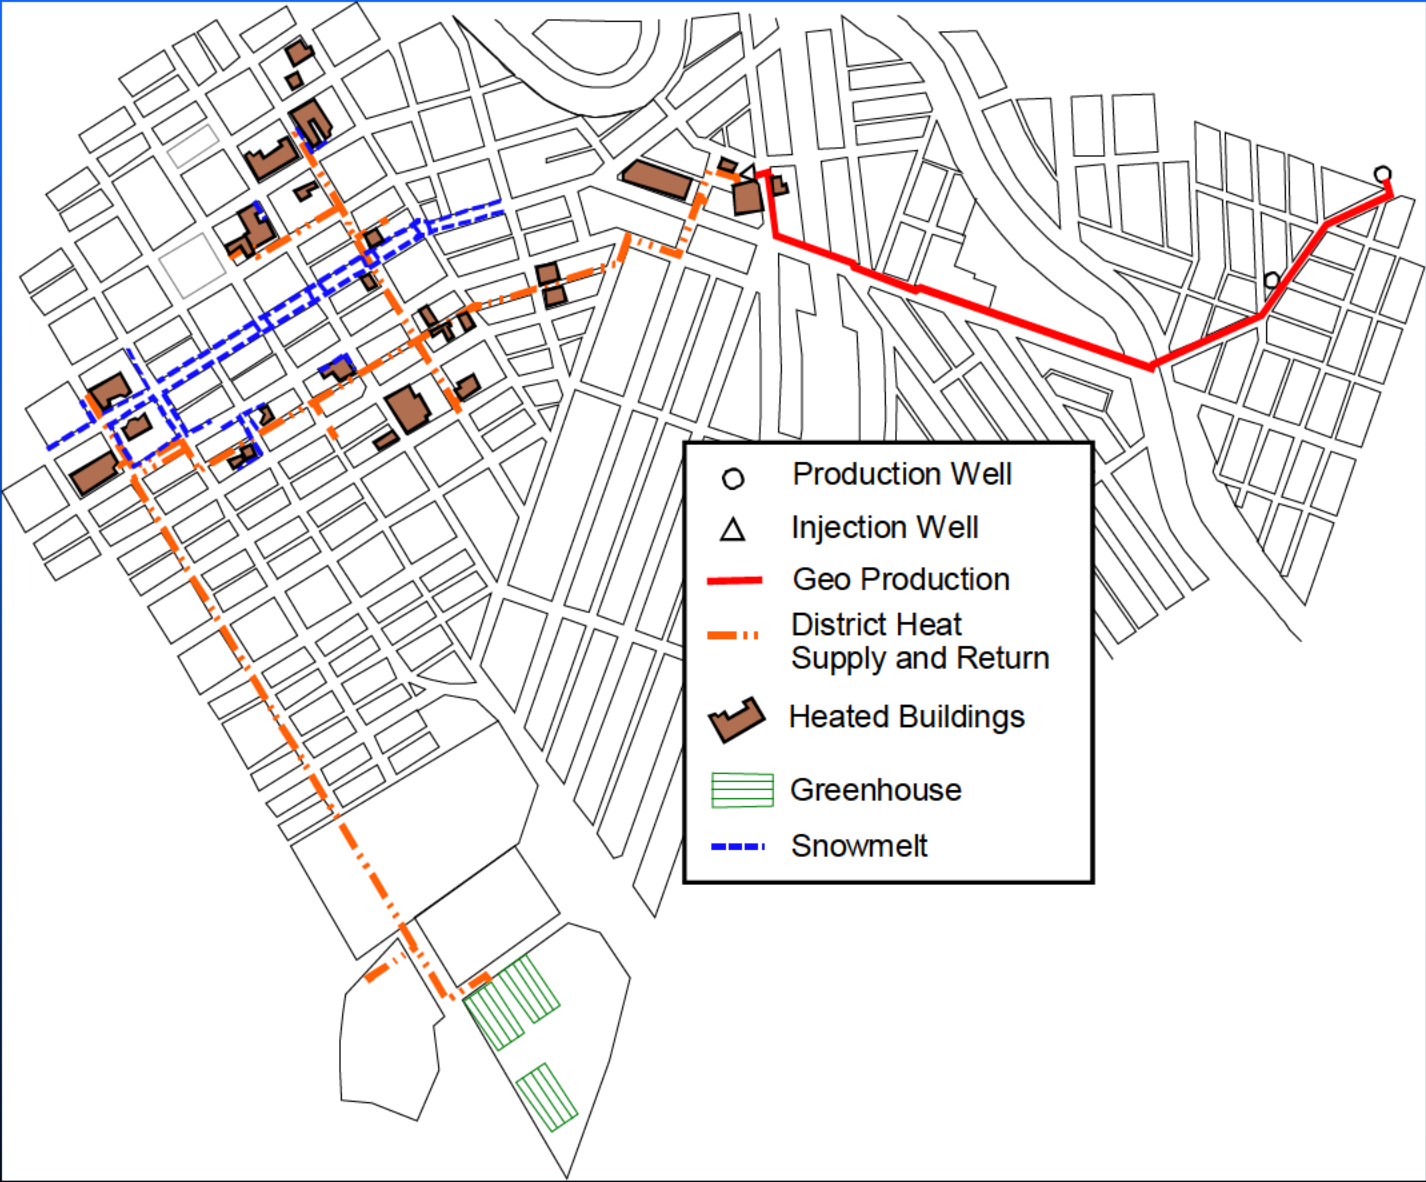 Production Well
Injection Well
Geo Production
District Heat
Supply and Return
Heated Buildings
Greenhouse
Snowmelt